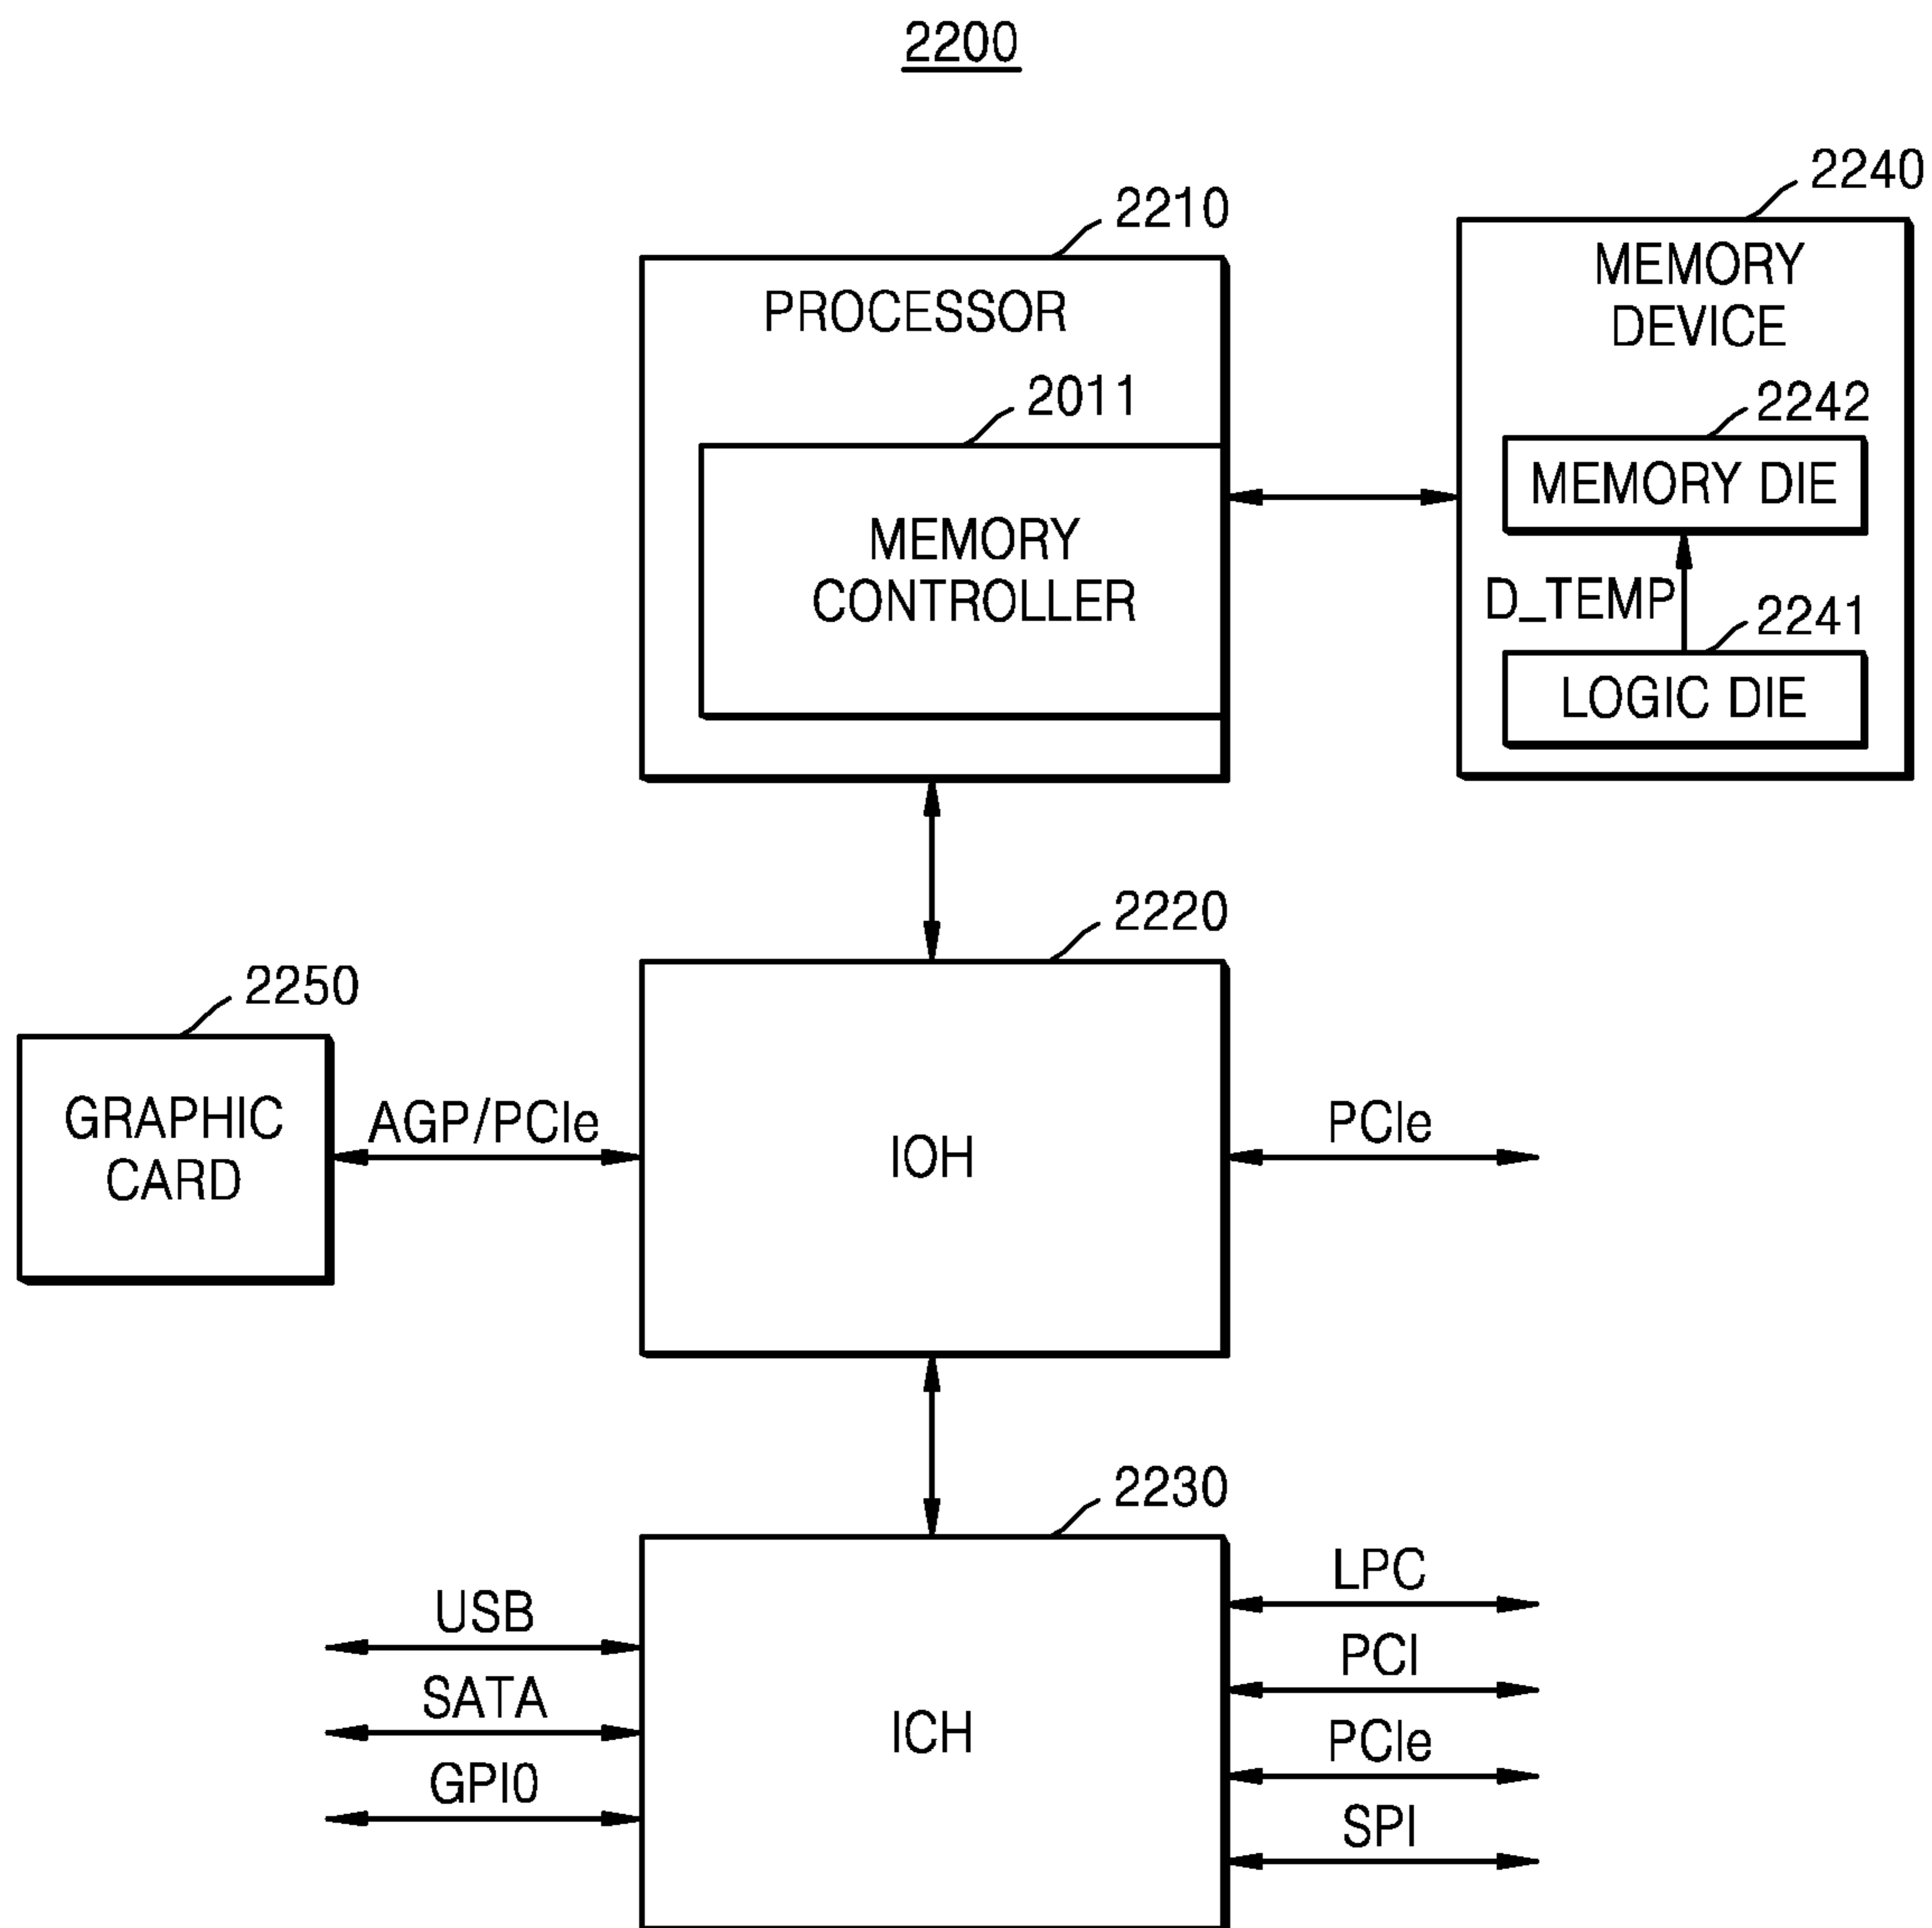 2200
2240
MEMORY
DEVICE
2210
PROCESSOR
2011
MEMORY
CONTROLLER
2242
MEMORY DIE
D_TEMP
2241
LOGIC DIE
2220
IOH
2250
GRAPHIC
CARD
AGP/PCIe
PCIe
2230
ICH
USB
SATA
GPI0
LPC
PCI
PCIe
SPI